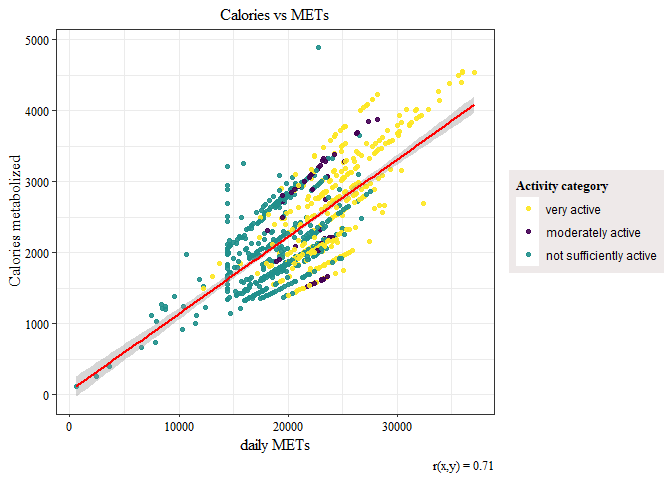 Calories vs METs
5000
4000
3000
2000
1000
0
Calories metabolized
0 10000 20000 30000
daily METs
Activity category
very active
moderately active
not sufficiently active
r(x,y) = 0.71